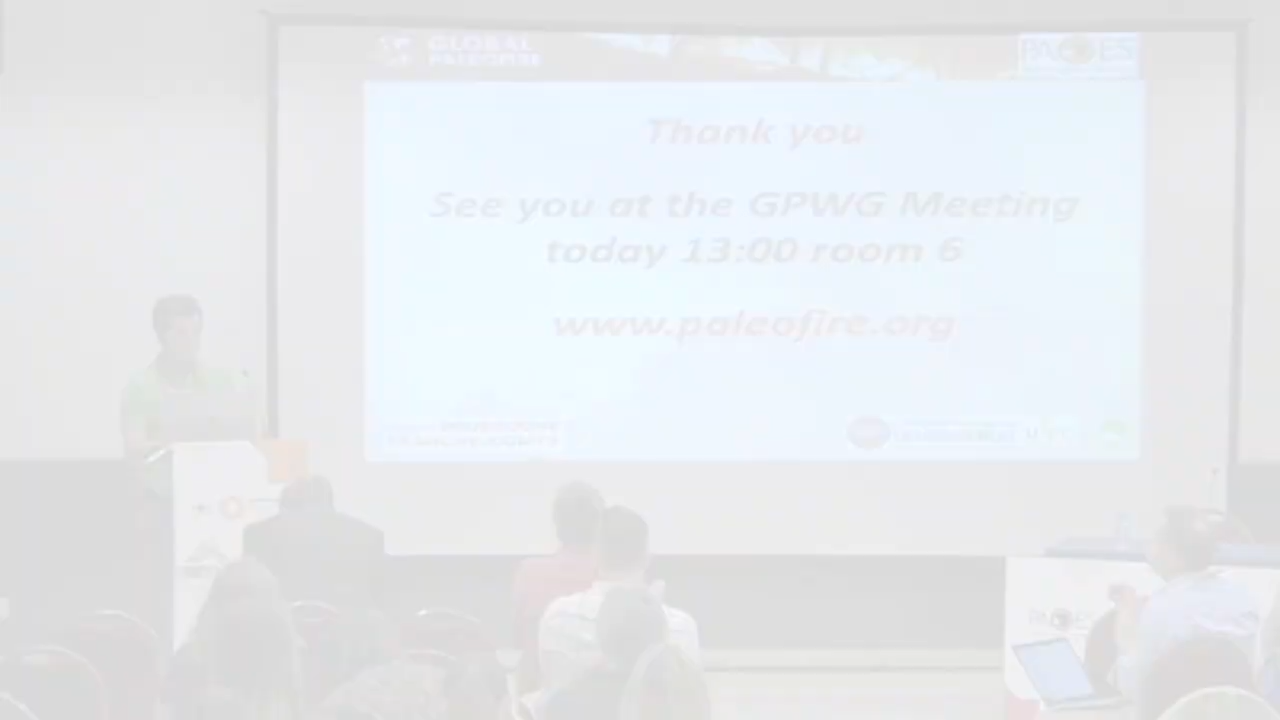 GLOBAL
PALEOFIRE
PAGES
Thank you
See you at the GPWG Meeting
today 13:00 room 6
www.paleofire.org
PAGES